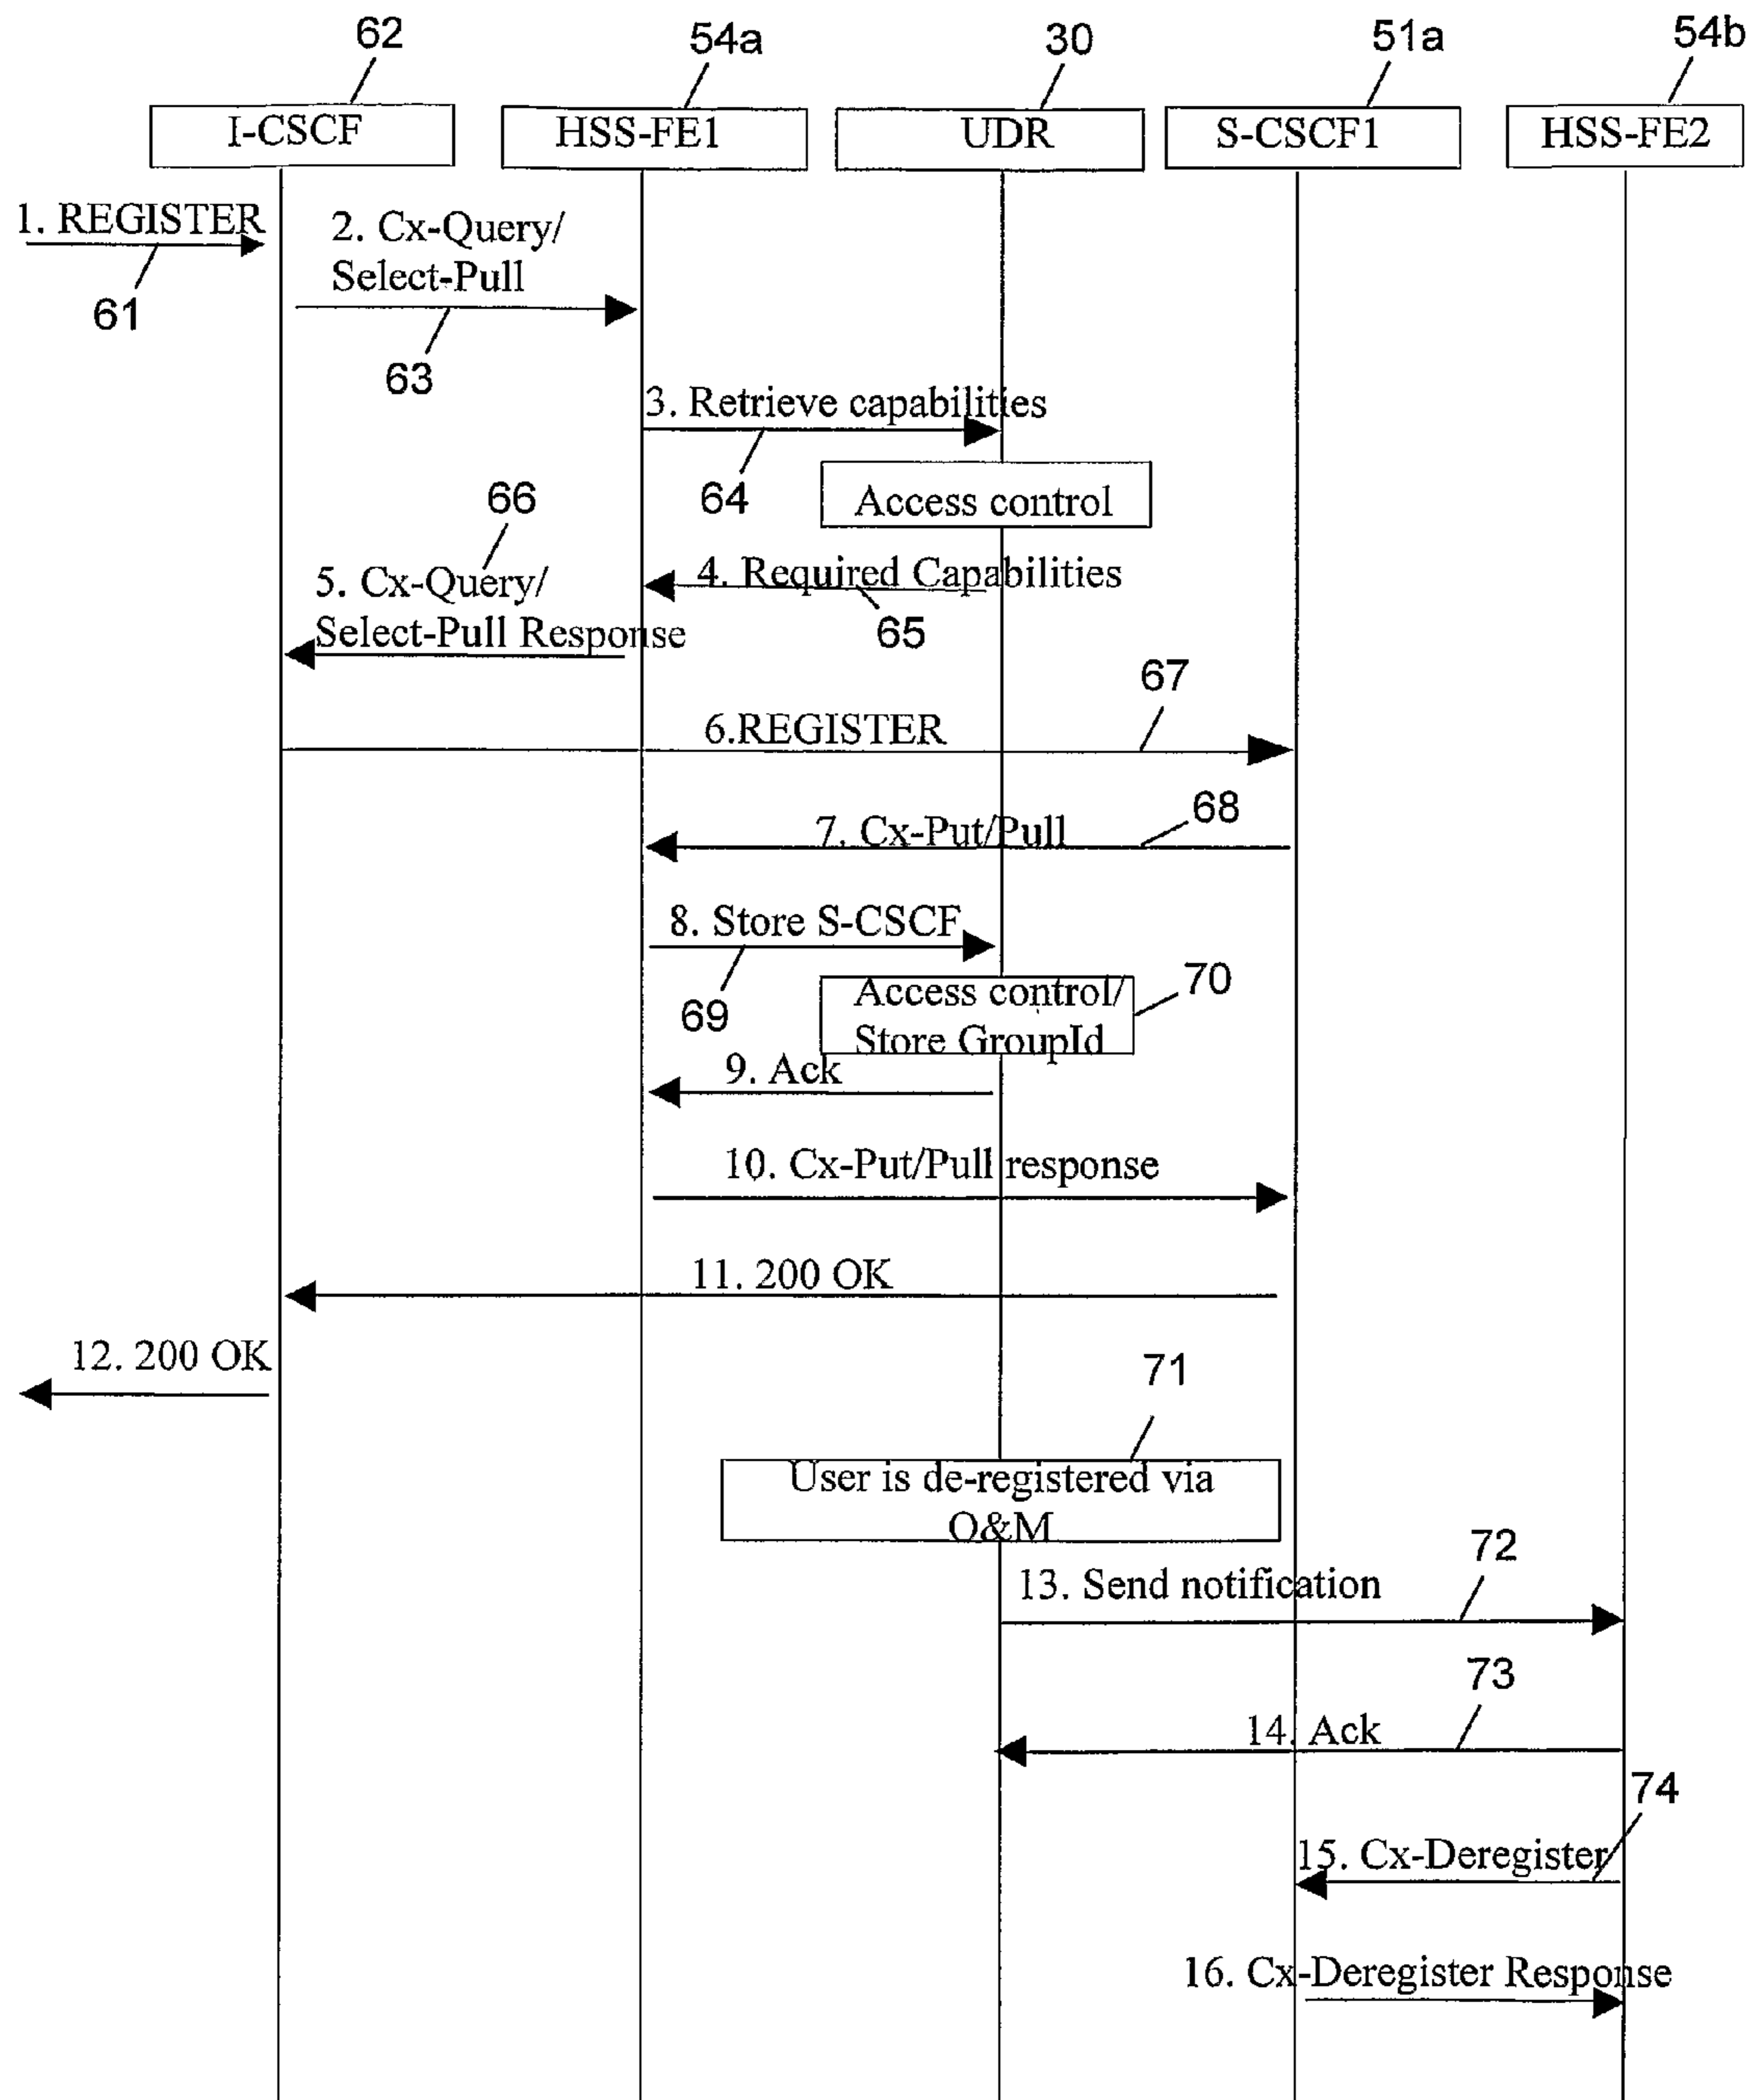 62
54a
30
51a
54b
I-CSCF
HSS-FE1
UDR
S-CSCF1
HSS-FE2
1. REGISTER
61
2. Cx-Query/
Select-Pull
63
3. Retrieve capabilities
64
Access control
66
4. Required Capabilities
65
5. Cx-Query/
Select-Pull Response
67
6.REGISTER
68
7. Cx-Put/Pull
8. Store S-CSCF
69
Access control/
Store GroupId
70
9. Ack
10. Cx-Put/Pull response
11. 200 OK
12. 200 OK
71
User is de-registered via
O&M
72
13. Send notification
73
14. Ack
74
15. Cx-Deregister
16. Cx-Deregister Response